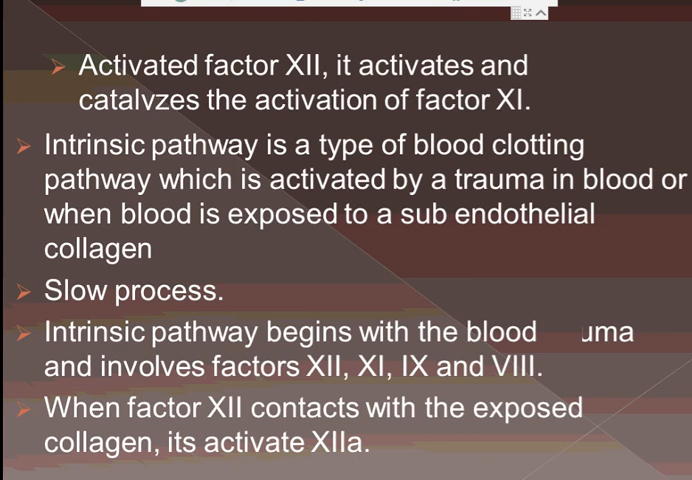 Activated factor XII, it activates and
catalyzes the activation of factor XI.
Intrinsic pathway is a type of blood clotting
pathway which is activated by a trauma in blood or
when blood is exposed to a sub endothelial
collagen
Slow process.
Intrinsic pathway begins with the blood uma
and involves factors XII, XI, IX and VIII.
When factor XII contacts with the exposed
collagen, its activate XIIa.